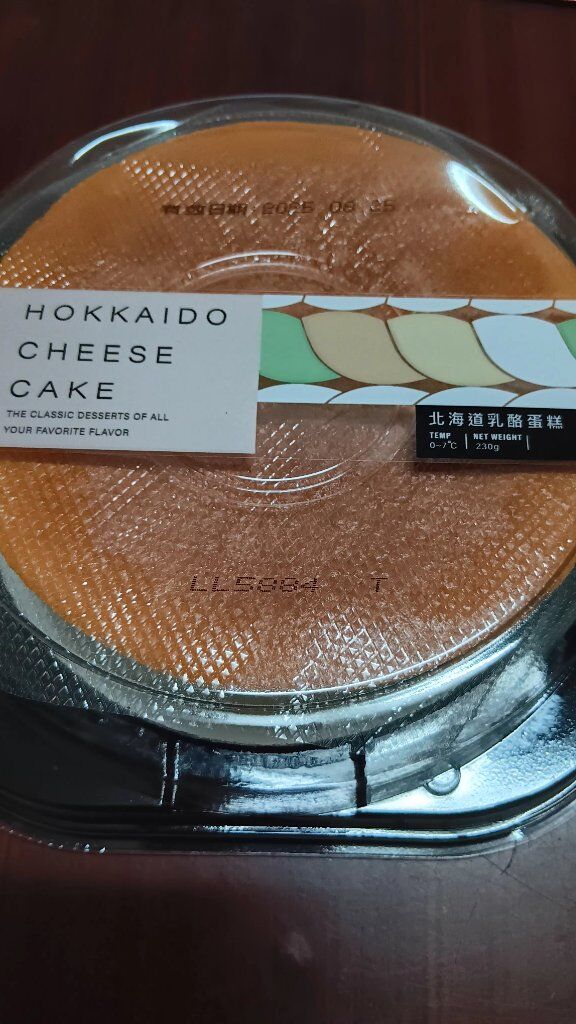 有效日期 2025 08 25
HOKKAIDO
CHEESE
CAKE
THE CLASSIC DESSERTS OF ALL
YOUR FAVORITE FLAVOR
北海道乳酪蛋糕
TEMP
0~7°C
NET WEIGHT
230g
LL5884 T